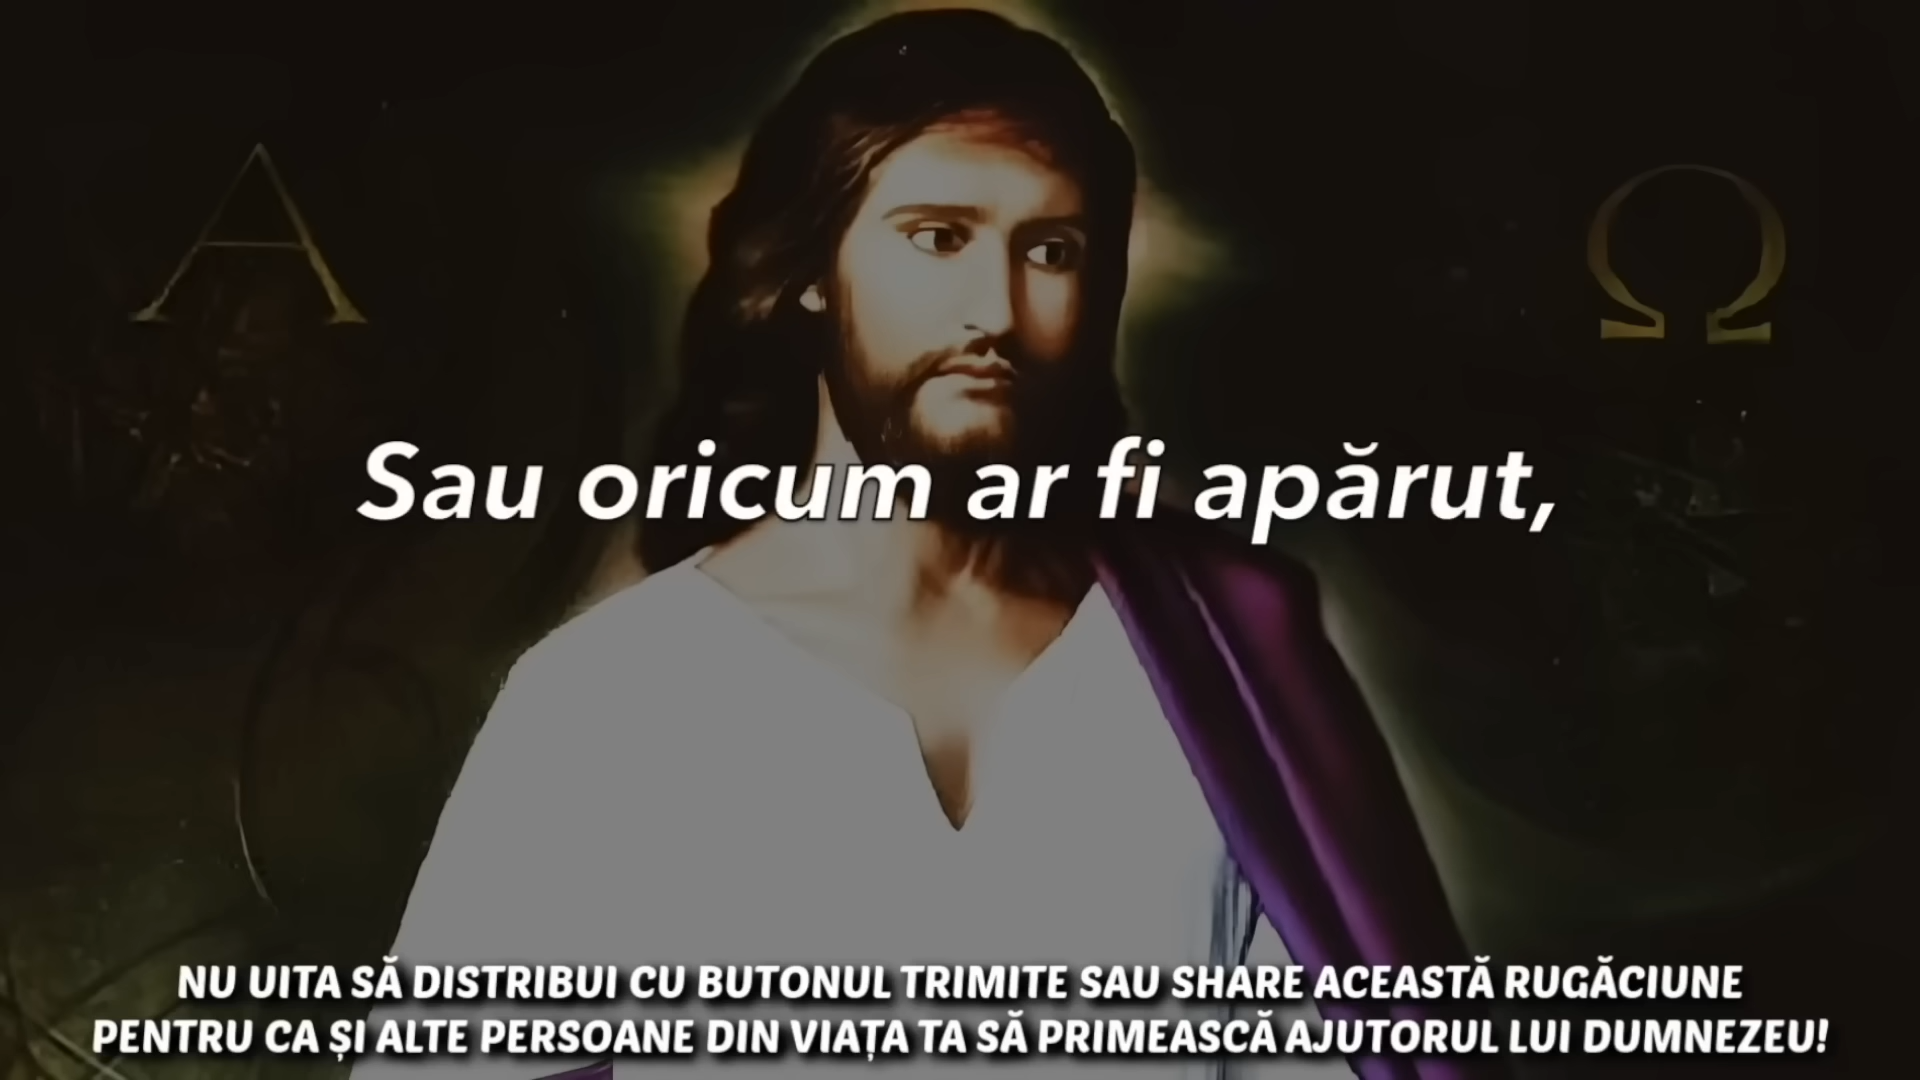 Α Ω
Sau oricum ar fi apărut,
NU UITA SĂ DISTRIBUI CU BUTONUL TRIMITE SAU SHARE ACEASTĂ RUGĂCIUNE
PENTRU CA ȘI ALTE PERSOANE DIN VIAȚA TA SĂ PRIMEASCĂ AJUTORUL LUI DUMNEZEU!